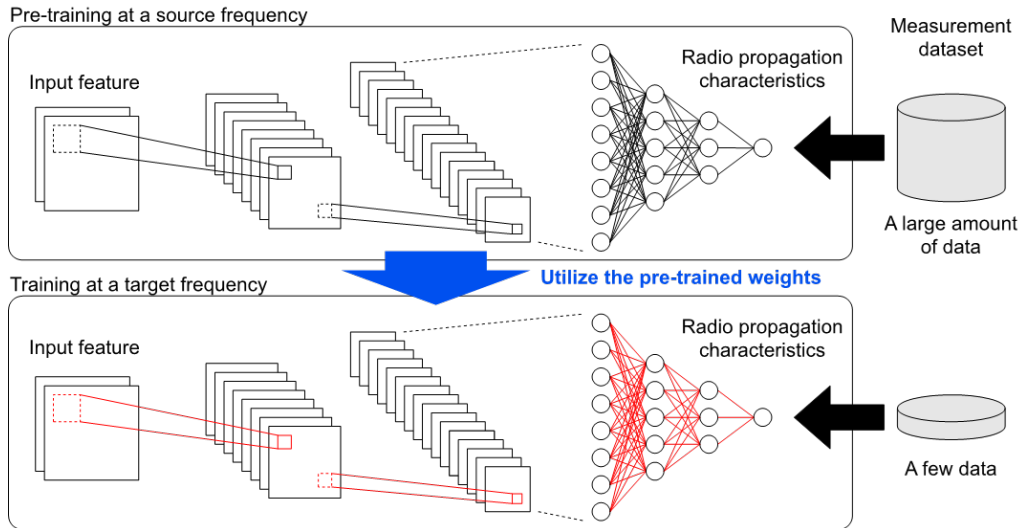 Pre-training at a source frequency
Measurement
dataset
Input feature
Radio propagation
characteristics
A large amount
of data
Utilize the pre-trained weights
Training at a target frequency
Input feature
Radio propagation
characteristics
A few data